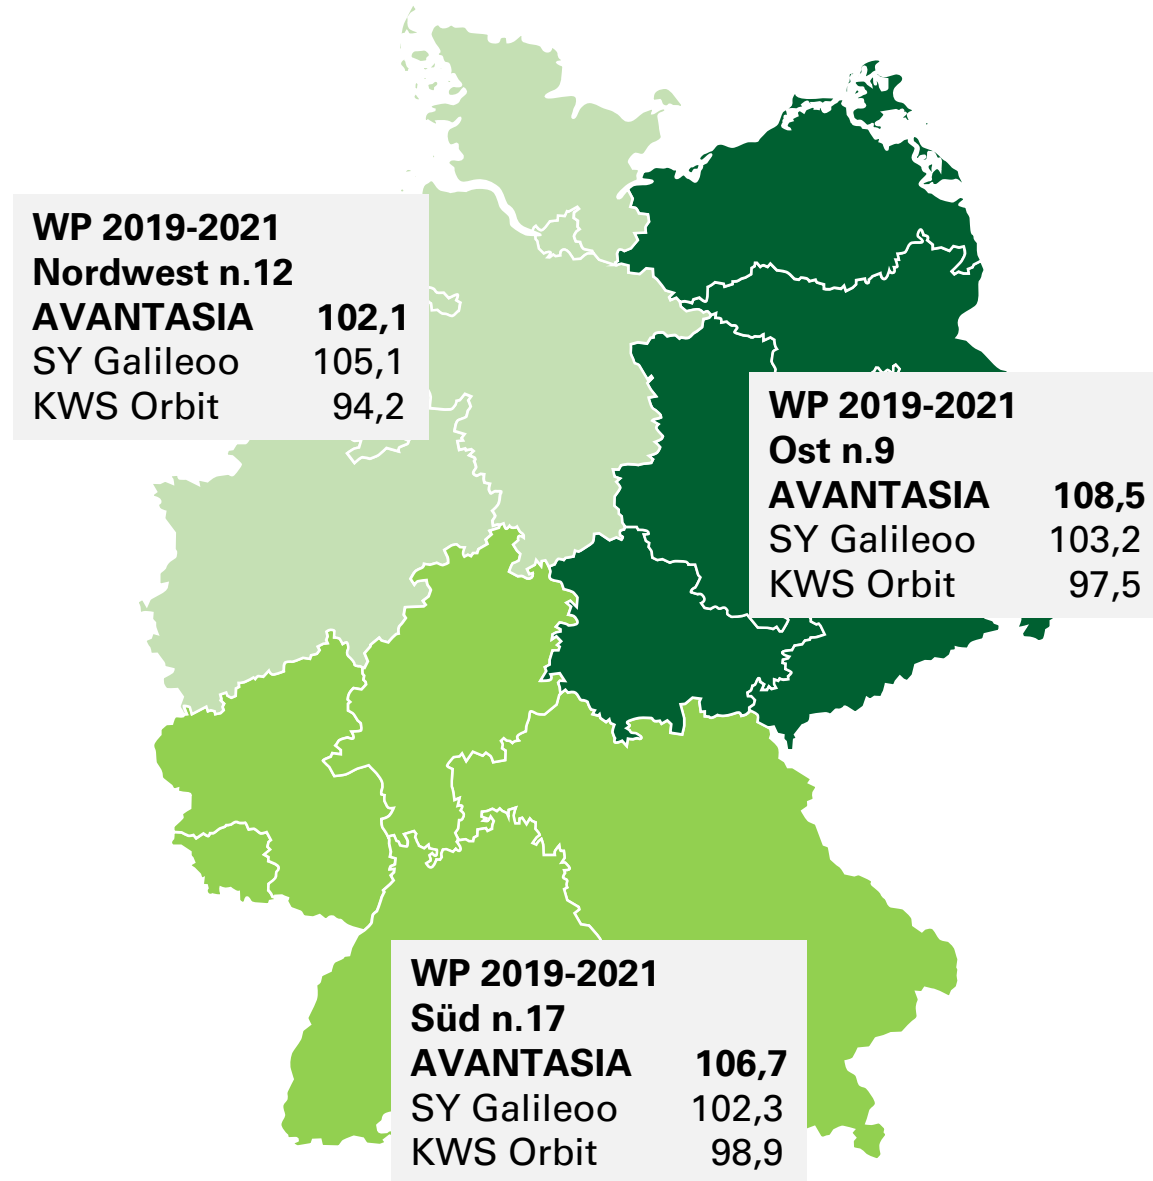 WP 2019-2021
Nordwest n.12
AVANTASIA 102,1
SY Galileoo 105,1
KWS Orbit 94,2
WP 2019-2021
Ost n.9
AVANTASIA 108,5
SY Galileoo 103,2
KWS Orbit 97,5
WP 2019-2021
Süd n.17
AVANTASIA 106,7
SY Galileoo 102,3
KWS Orbit 98,9